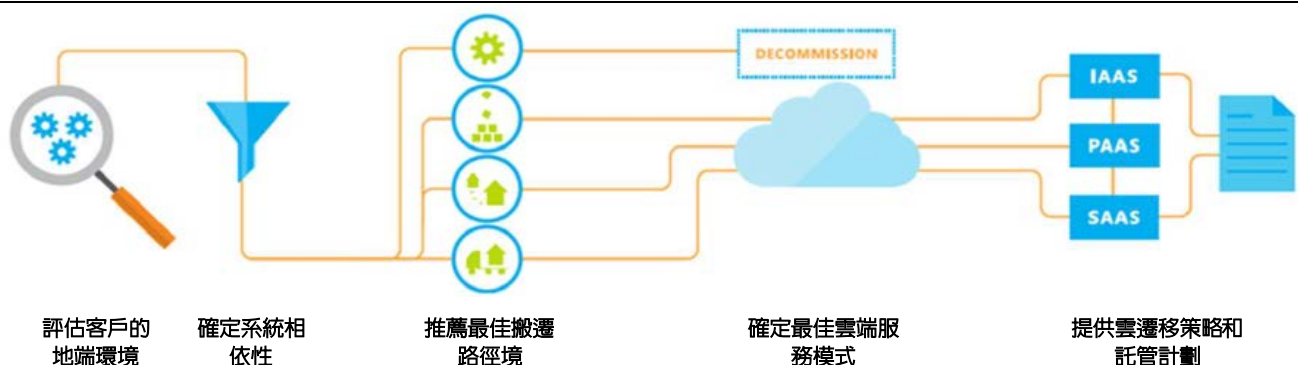 DECOMMISSION
IAAS
PAAS
SAAS
評估客戶的
地端環境
確定系統相
依性
推薦最佳搬遷
路徑境
確定最佳雲端服
務模式
提供雲遷移策略和
託管計劃